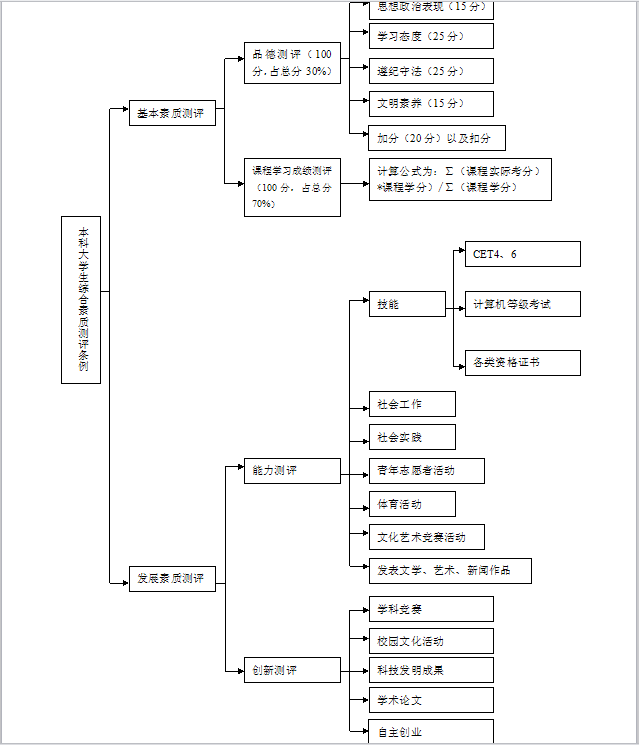 思想政治表现（15分）
学习态度（25分）
品德测评（100
分，占总分30%）
遵纪守法（25分）
文明素养（15分）
基本素质测评
加分（20分）以及扣分
课程学习成绩测评
（100分，占总分
70%）
计算公式为：Σ（课程实际考分）
*课程学分）/Σ（课程学分）
本科大学生综合素质测评条例
CET4、6
技能
计算机等级考试
各类资格证书
社会工作
社会实践
能力测评
青年志愿者活动
体育活动
文化艺术竞赛活动
发展素质测评
发表文学、艺术、新闻作品
学科竞赛
校园文化活动
创新测评
科技发明成果
学术论文
自主创业